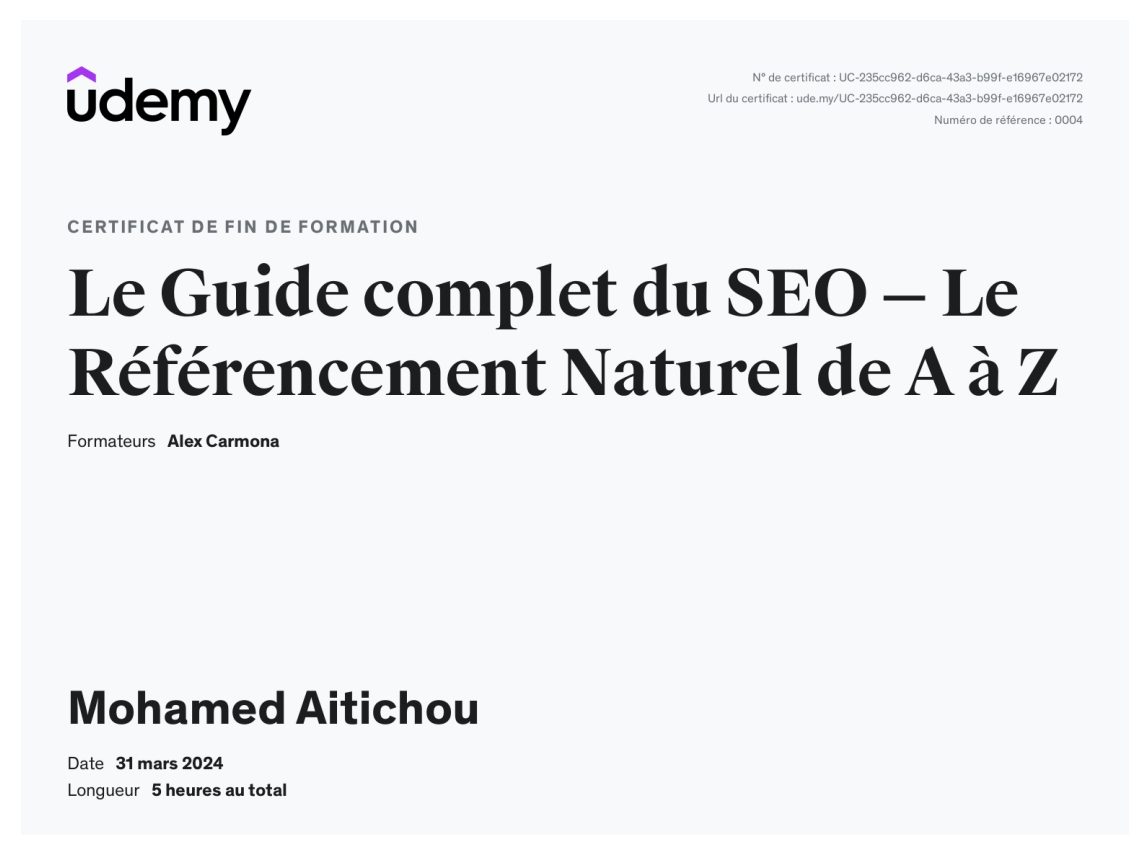 ûdemy
N° de certificat : UC-235cc962-d6ca-43a3-b99f-e16967e02172
Url du certificat : ude.my/UC-235cc962-d6ca-43a3-b99f-e16967e02172
Numéro de référence : 0004
CERTIFICAT DE FIN DE FORMATION
Le Guide complet du SEO – Le
Référencement Naturel de A à Z
Formateurs Alex Carmona
Mohamed Aitichou
Date 31 mars 2024
Longueur 5 heures au total